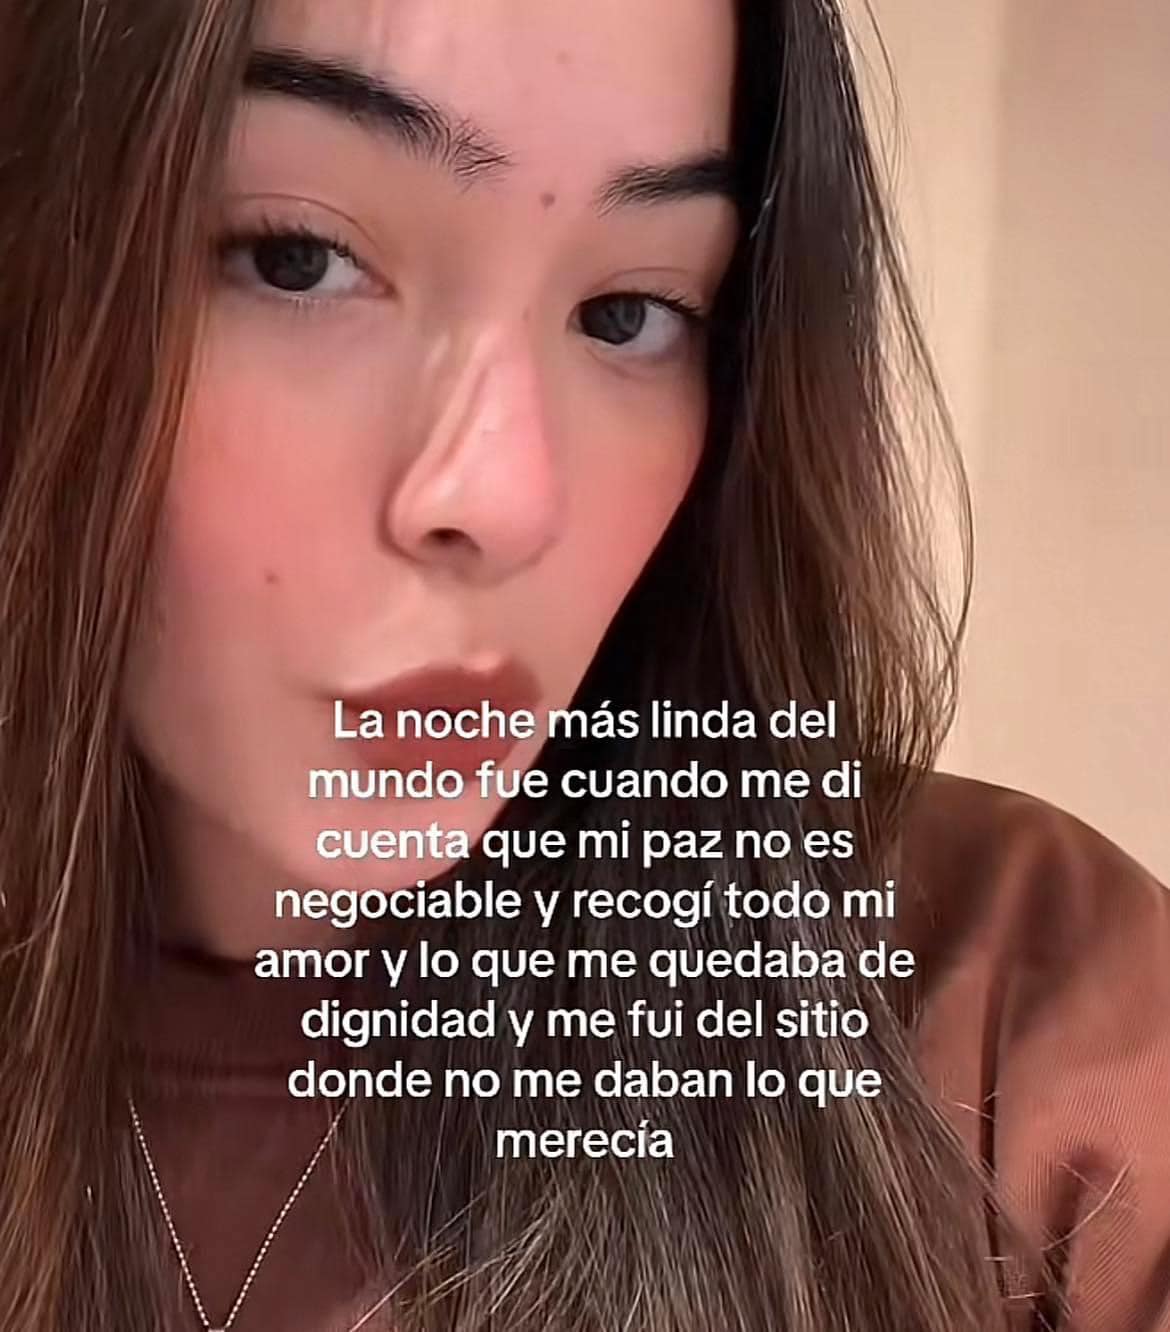 La noche más linda del
mundo fue cuando me di
cuenta que mi paz no es
negociable y recogí todo mi
amor y lo que me quedaba de
dignidad y me fui del sitio
donde no me daban lo que
merecía